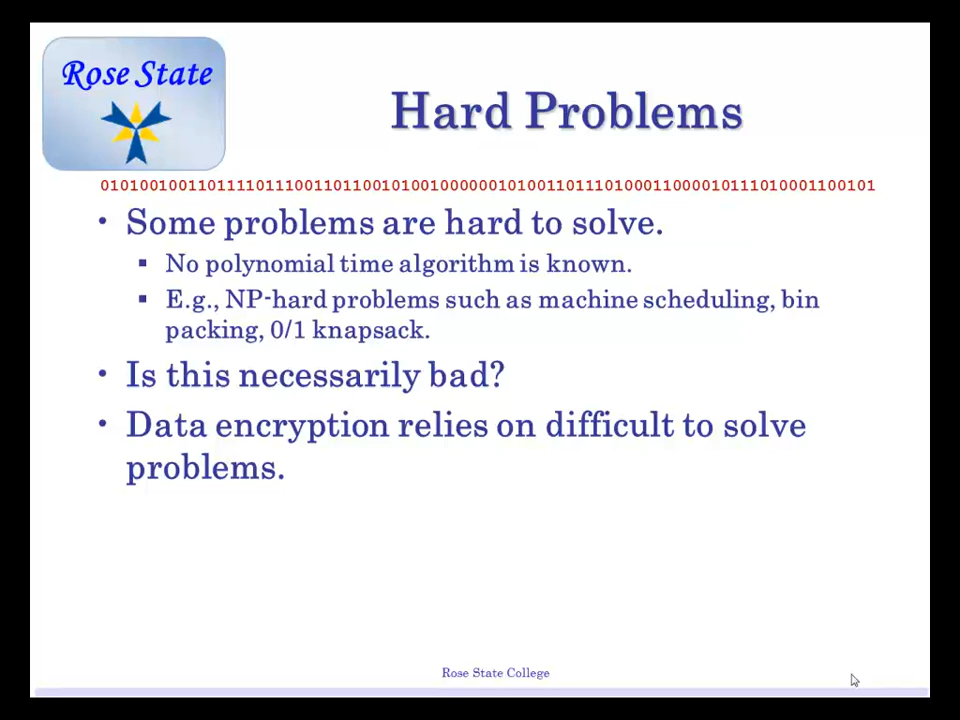 Rose State
Hard Problems
01010010011011110111001101100101001000000101001101110100011000010111010001100101
• Some problems are hard to solve.
▪ No polynomial time algorithm is known.
▪ E.g., NP-hard problems such as machine scheduling, bin
packing, 0/1 knapsack.
• Is this necessarily bad?
• Data encryption relies on difficult to solve
problems.
Rose State College